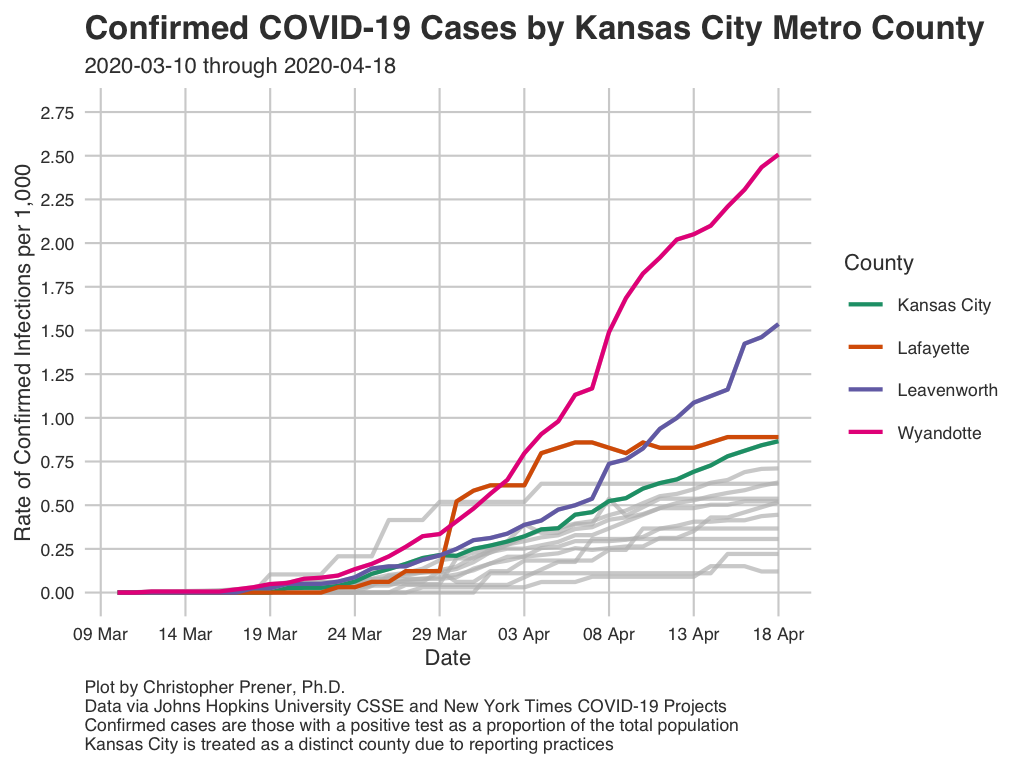 Confirmed COVID-19 Cases by Kansas City Metro County
2020-03-10 through 2020-04-18
Rate of Confirmed Infections per 1,000
2.75
2.50
2.25
2.00
1.75
1.50
1.25
1.00
0.75
0.50
0.25
0.00
09 Mar
14 Mar
19 Mar
24 Mar
29 Mar
03 Apr
08 Apr
13 Apr
18 Apr
Date
County
Kansas City
Lafayette
Leavenworth
Wyandotte
Plot by Christopher Prener, Ph.D.
Data via Johns Hopkins University CSSE and New York Times COVID-19 Projects
Confirmed cases are those with a positive test as a proportion of the total population
Kansas City is treated as a distinct county due to reporting practices